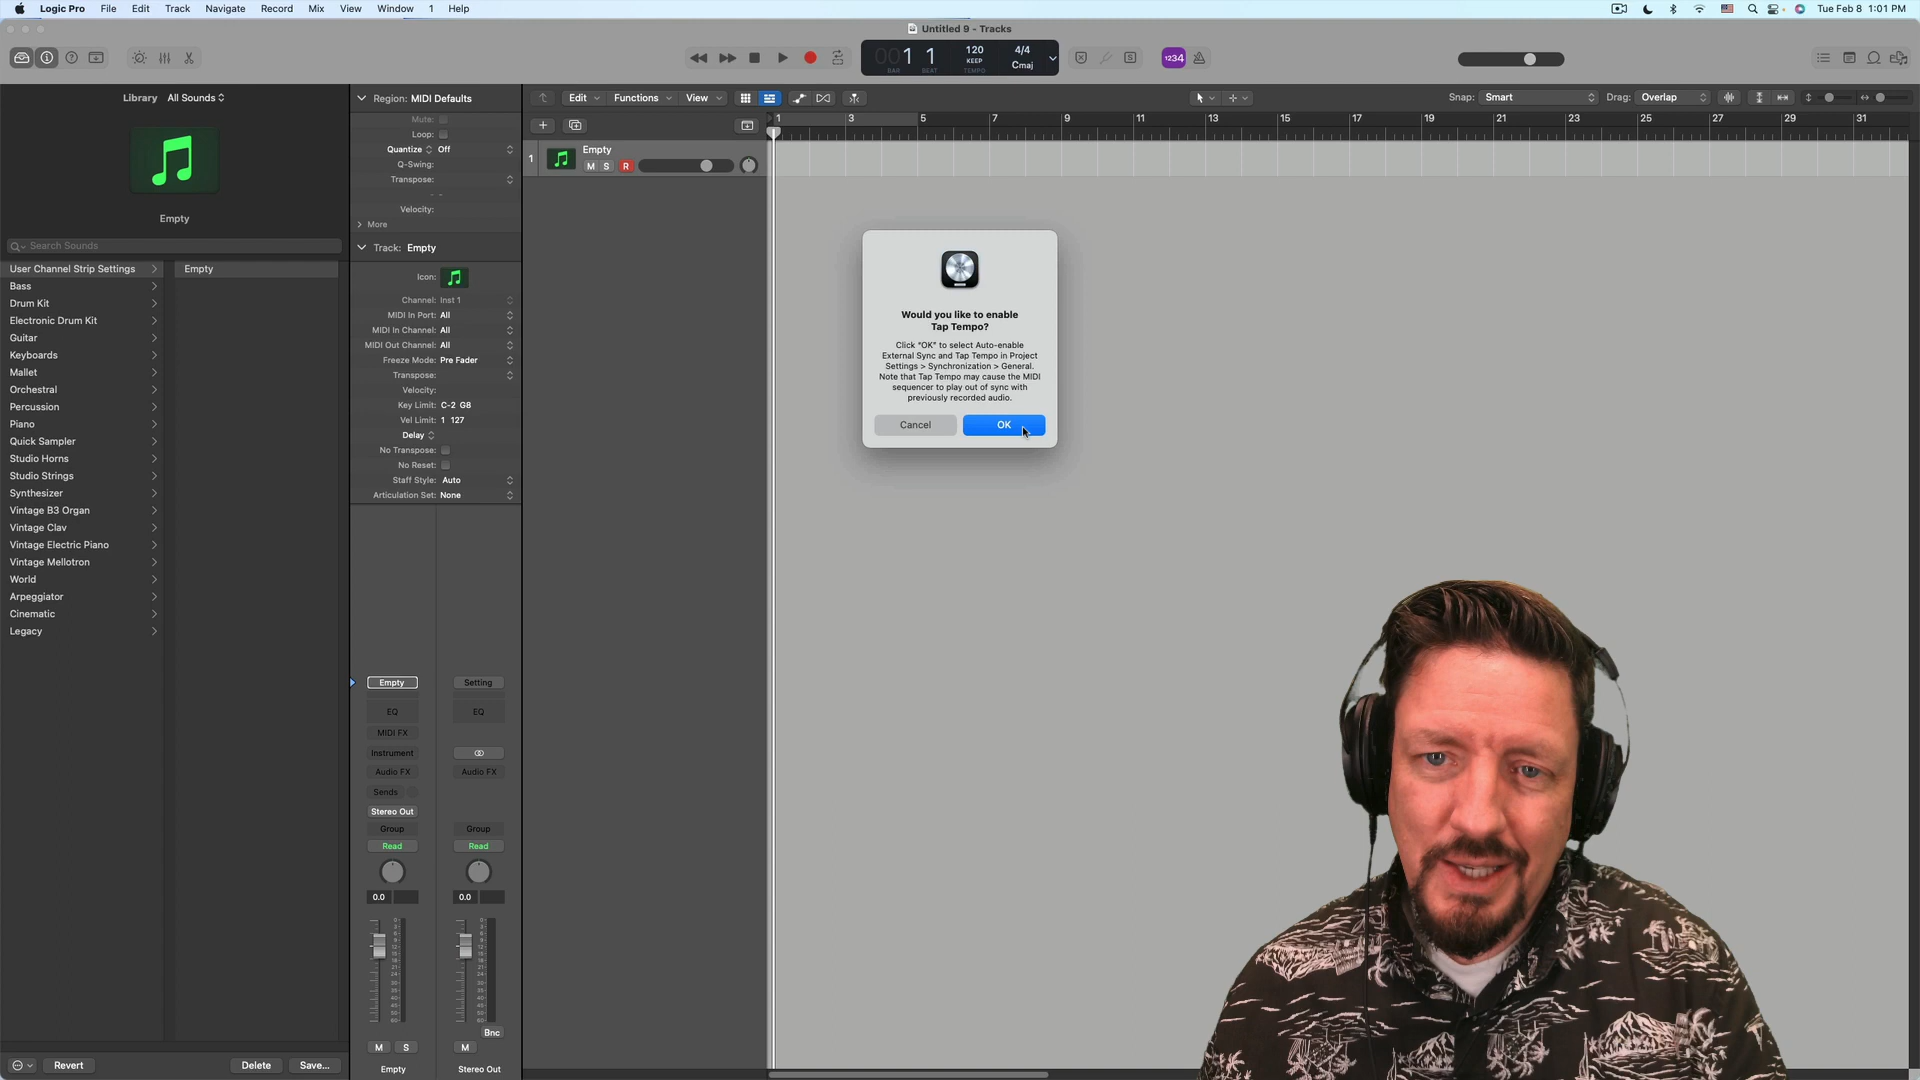 Logic Pro File Edit Track Navigate Record Mix View Window 1 Help
Tue Feb 8 1:01 PM
Untitled 9 - Tracks
001 1
BAR BEAT
120
KEEP
TEMPO
4/4
Cmaj
1234
Library All Sounds
Empty
Search Sounds
User Channel Strip Settings
Bass
Drum Kit
Electronic Drum Kit
Guitar
Keyboards
Mallet
Orchestral
Percussion
Piano
Quick Sampler
Studio Horns
Studio Strings
Synthesizer
Vintage B3 Organ
Vintage Clav
Vintage Electric Piano
Vintage Mellotron
World
Arpeggiator
Cinematic
Legacy
Empty
Revert Delete Save...
Region: MIDI Defaults
Mute:
Loop:
Quantize Off
Q-Swing:
Transpose:
Velocity:
More
Track: Empty
Icon:
Channel: Inst 1
MIDI In Port: All
MIDI In Channel: All
MIDI Out Channel: All
Freeze Mode: Pre Fader
Transpose:
Velocity:
Key Limit: C-2 G8
Vel Limit: 1 127
Delay
No Transpose:
No Reset:
Staff Style: Auto
Articulation Set: None
Empty Setting
EQ EQ
MIDI FX
Instrument
Audio FX Audio FX
Sends
Stereo Out
Group Group
Read Read
0.0 0.0
Bnc
M S M
Empty Stereo Out
Edit Functions View
Snap: Smart Drag: Overlap
1 3 5 7 9 11 13 15 17 19 21 23 25 27 29 31
1 Empty
M S R
Would you like to enable
Tap Tempo?
Click "OK" to select Auto-enable
External Sync and Tap Tempo in Project
Settings > Synchronization > General.
Note that Tap Tempo may cause the MIDI
sequencer to play out of sync with
previously recorded audio.
Cancel OK